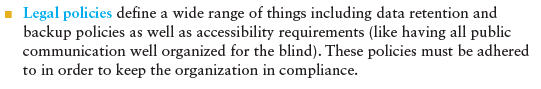 ■ Legal policies define a wide range of things including data retention and
backup policies as well as accessibility requirements (like having all public
communication well organized for the blind). These policies must be adhered
to in order to keep the organization in compliance.